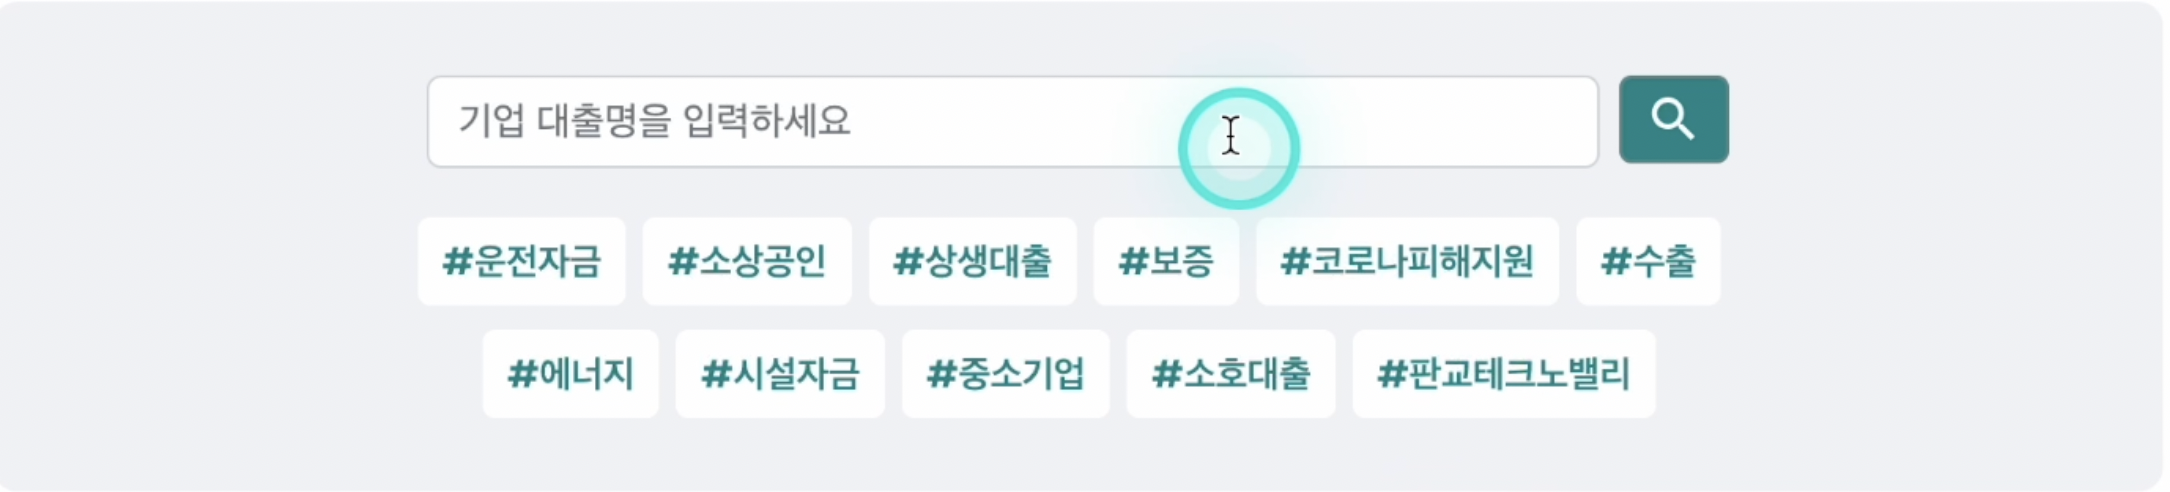 기업 대출명을 입력하세요
#운전자금 #소상공인 #상생대출 #보증 #코로나피해지원 #수출
#에너지 #시설자금 #중소기업 #소호대출 #판교테크노밸리